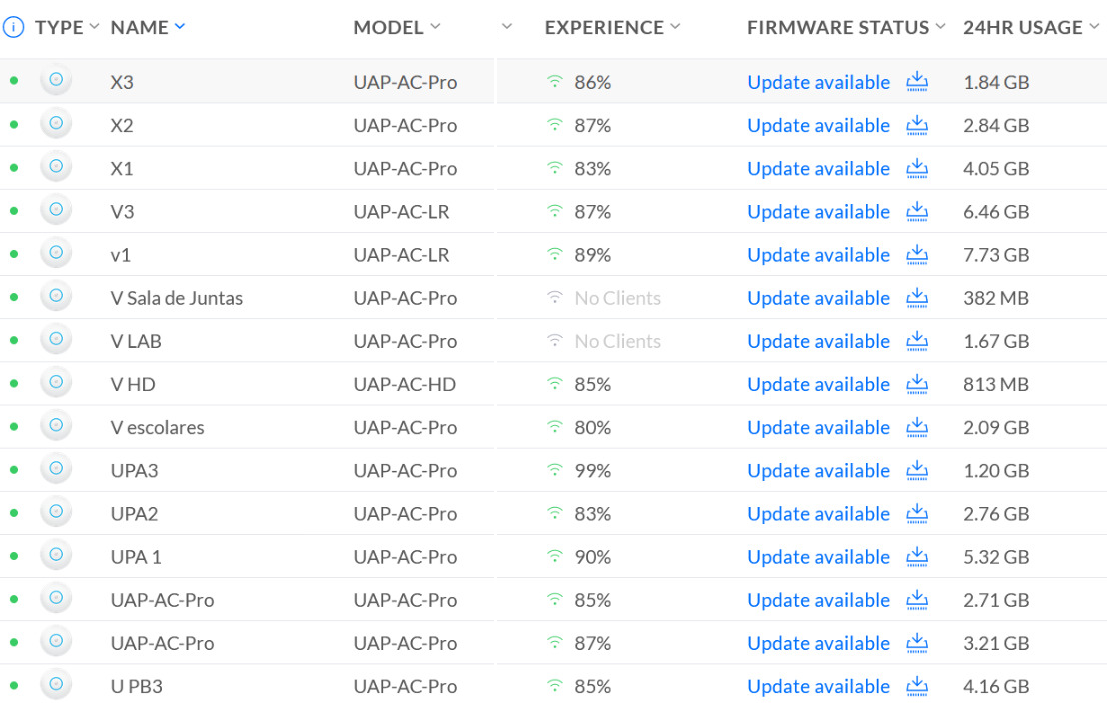 TYPE NAME MODEL EXPERIENCE FIRMWARE STATUS 24HR USAGE
X3 UAP-AC-Pro 86% Update available 1.84 GB
X2 UAP-AC-Pro 87% Update available 2.84 GB
X1 UAP-AC-Pro 83% Update available 4.05 GB
V3 UAP-AC-LR 87% Update available 6.46 GB
v1 UAP-AC-LR 89% Update available 7.73 GB
V Sala de Juntas UAP-AC-Pro No Clients Update available 382 MB
V LAB UAP-AC-Pro No Clients Update available 1.67 GB
V HD UAP-AC-HD 85% Update available 813 MB
V escolares UAP-AC-Pro 80% Update available 2.09 GB
UPA3 UAP-AC-Pro 99% Update available 1.20 GB
UPA2 UAP-AC-Pro 83% Update available 2.76 GB
UPA 1 UAP-AC-Pro 90% Update available 5.32 GB
UAP-AC-Pro UAP-AC-Pro 85% Update available 2.71 GB
UAP-AC-Pro UAP-AC-Pro 87% Update available 3.21 GB
U PB3 UAP-AC-Pro 85% Update available 4.16 GB